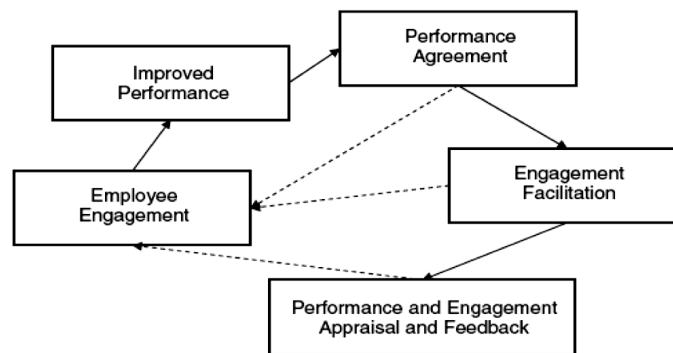 Performance
Agreement
Improved
Performance
Engagement
Facilitation
Employee
Engagement
Performance and Engagement
Appraisal and Feedback